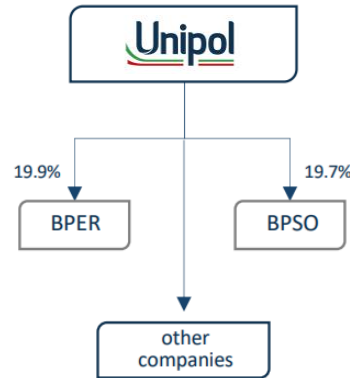 Unipol
19.9%
19.7%
BPER
BPSO
other
companies